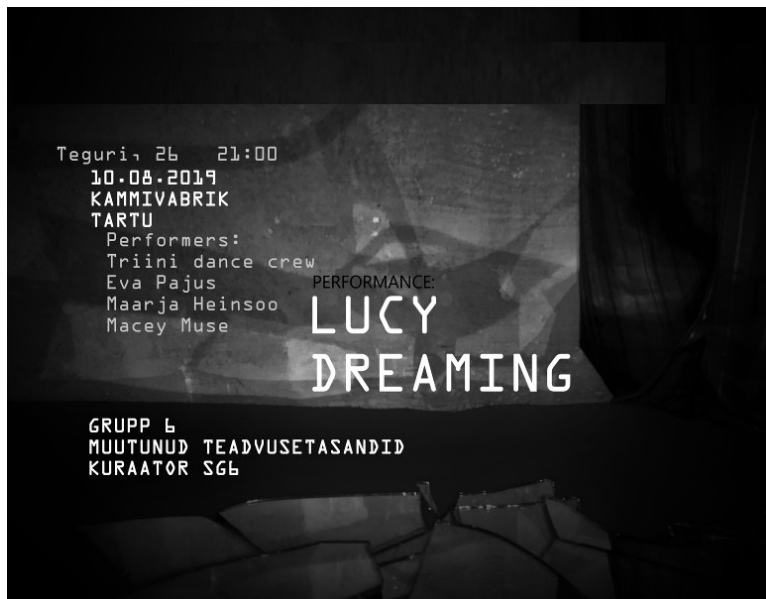 Teguri, 26 21:00
10.08.2019
KAMMIVABRIK
TARTU
Performers:
Triini dance crew
Eva Pajus
Maarja Heinsoo
Macey Muse
PERFORMANCE:
LUCY
DREAMING
GRUPP 6
MUUTUNUD TEADVUSETASANDID
KURAATOR SG6